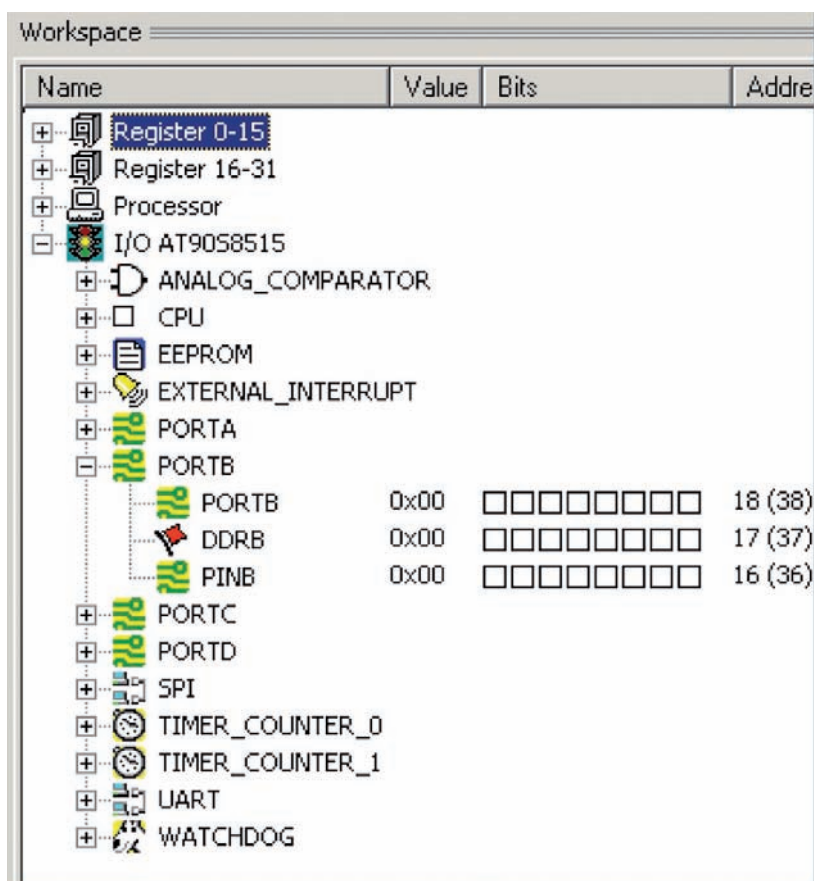 Workspace
Name Value Bits Addre
Register 0-15
Register 16-31
Processor
I/O AT90S8515
ANALOG_COMPARATOR
CPU
EEPROM
EXTERNAL_INTERRUPT
PORTA
PORTB
PORTB 0x00 18 (38)
DDRB 0x00 17 (37)
PINB 0x00 16 (36)
PORTC
PORTD
SPI
TIMER_COUNTER_0
TIMER_COUNTER_1
UART
WATCHDOG